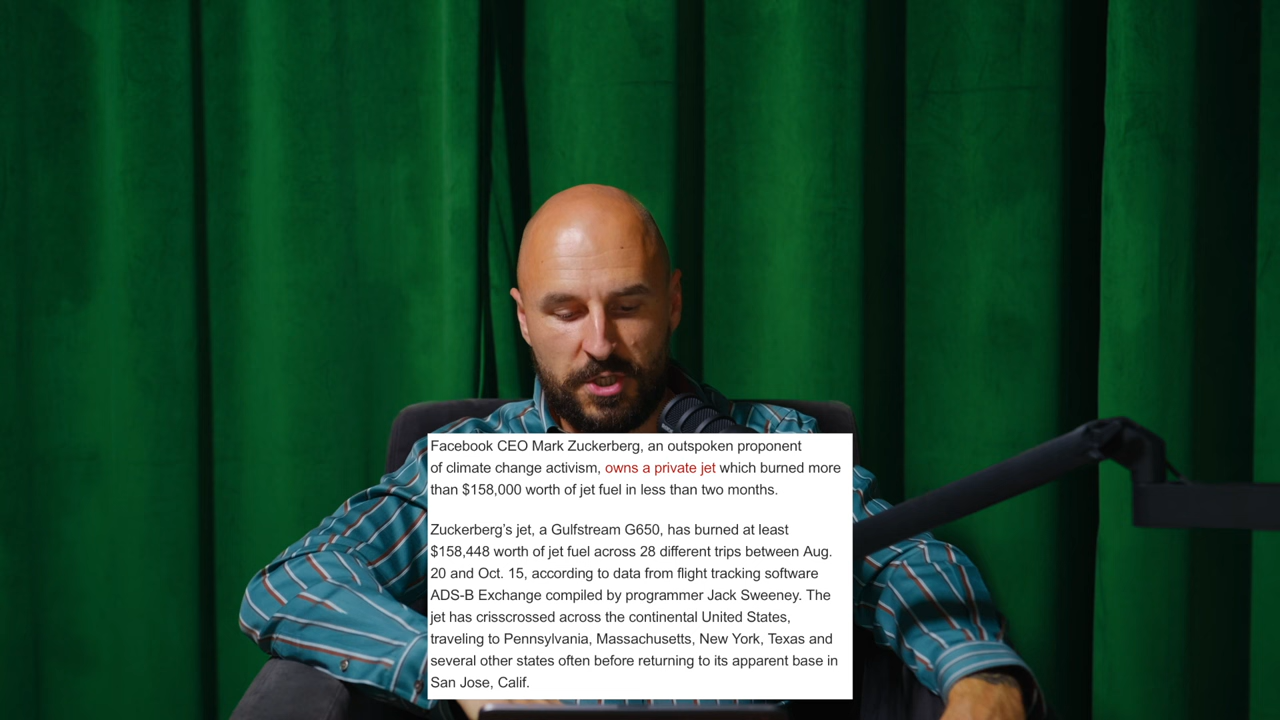 Facebook CEO Mark Zuckerberg, an outspoken proponent
of climate change activism, owns a private jet which burned more
than $158,000 worth of jet fuel in less than two months.
Zuckerberg's jet, a Gulfstream G650, has burned at least
$158,448 worth of jet fuel across 28 different trips between Aug.
20 and Oct. 15, according to data from flight tracking software
ADS-B Exchange compiled by programmer Jack Sweeney. The
jet has crisscrossed across the continental United States,
traveling to Pennsylvania, Massachusetts, New York, Texas and
several other states often before returning to its apparent base in
San Jose, Calif.